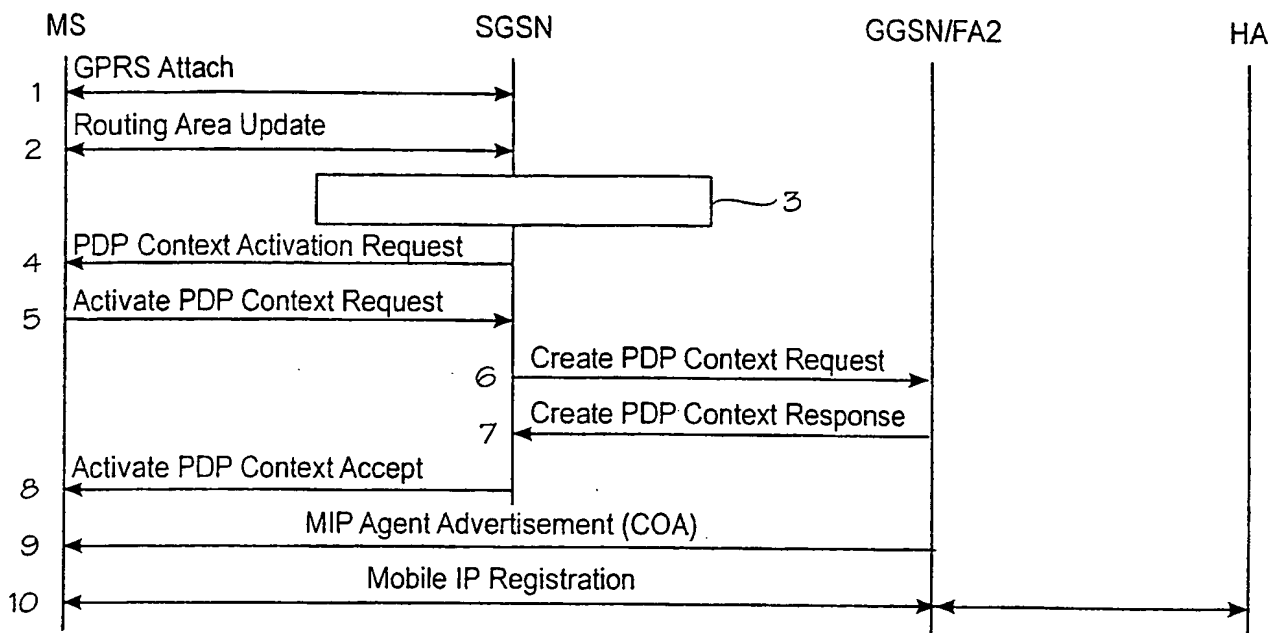 MS SGSN GGSN/FA2 HA
GPRS Attach
1
Routing Area Update
2
3
PDP Context Activation Request
4
Activate PDP Context Request
5
Create PDP Context Request
6
Create PDP Context Response
7
Activate PDP Context Accept
8
MIP Agent Advertisement (COA)
9
Mobile IP Registration
10